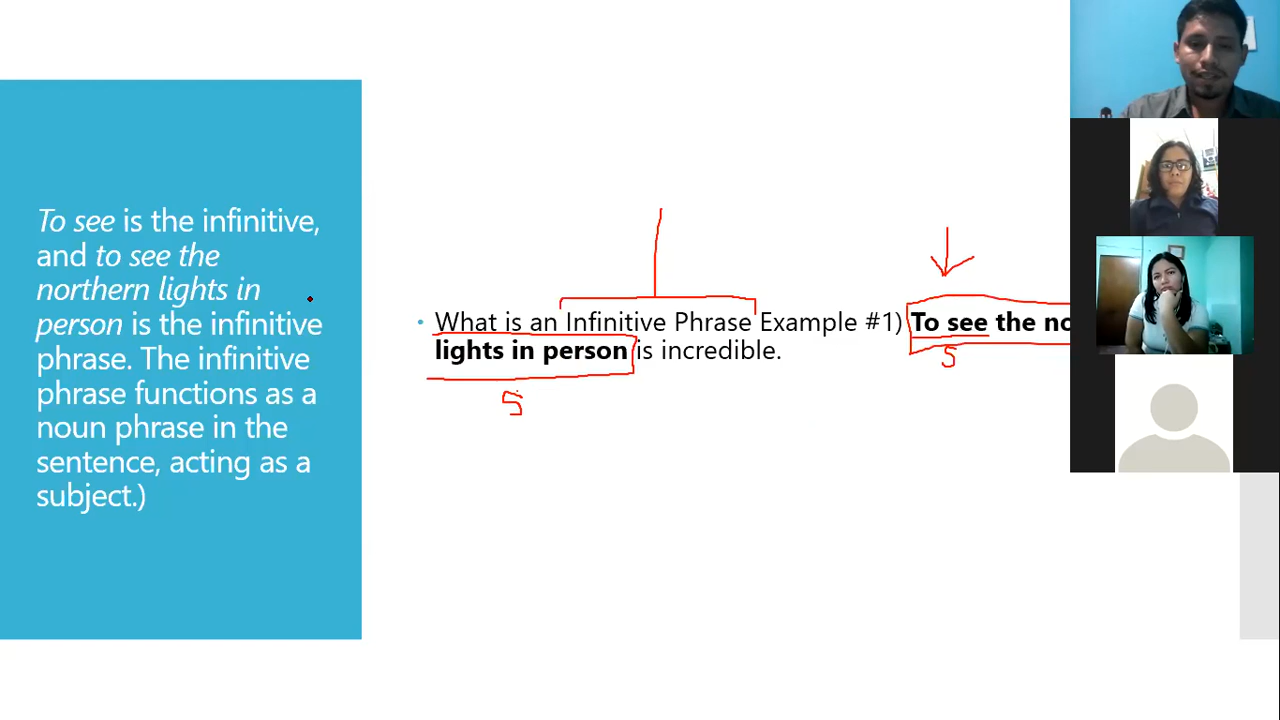 To see is the infinitive,
and to see the
northern lights in
person is the infinitive
phrase. The infinitive
phrase functions as a
noun phrase in the
sentence, acting as a
subject.)
• What is an Infinitive Phrase Example #1) To see the no
lights in person is incredible.
S
S